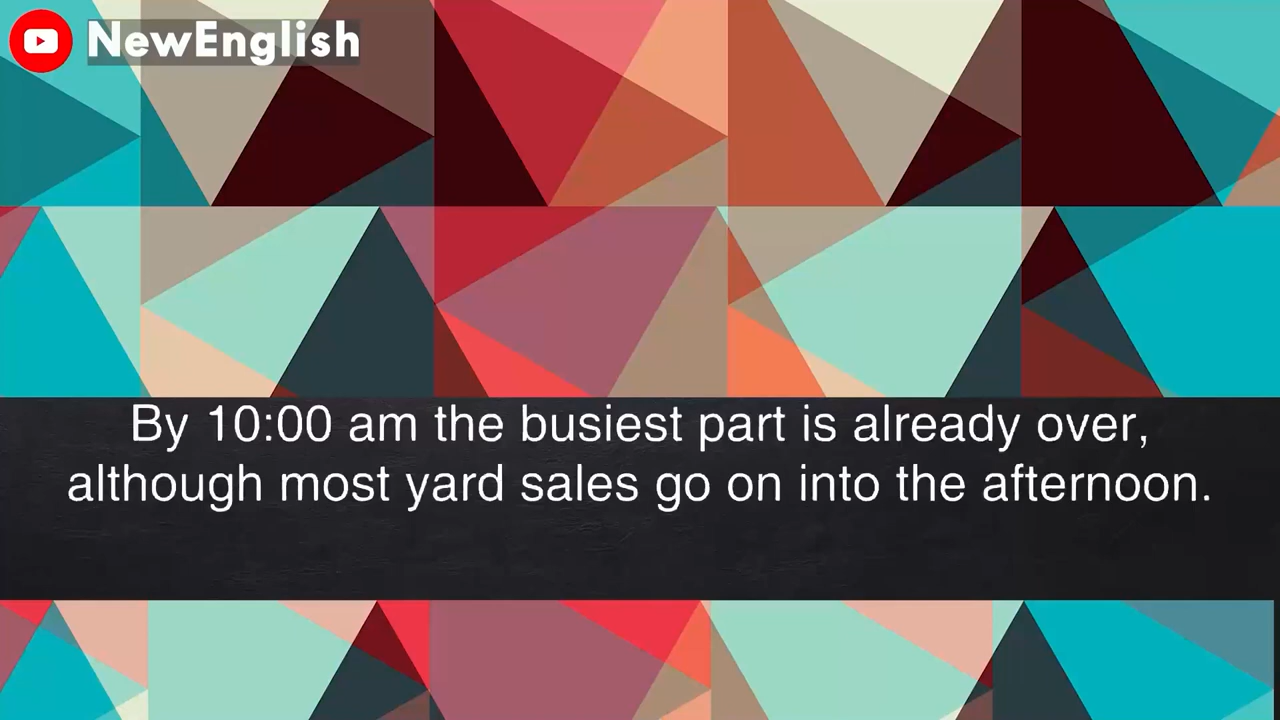 NewEnglish
By 10:00 am the busiest part is already over,
although most yard sales go on into the afternoon.